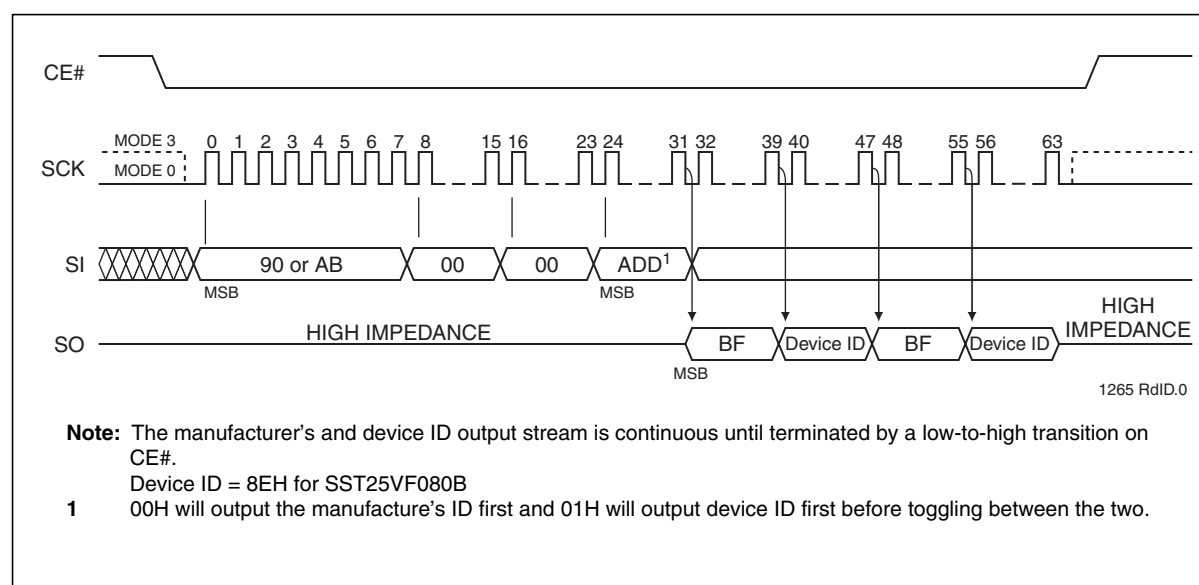 CE#
MODE 3 0 1 2 3 4 5 6 7 8 15 16 23 24 31 32 39 40 47 48 55 56 63
SCK MODE 0
SI 90 or AB 00 00 ADD1
MSB MSB
HIGH IMPEDANCE HIGH IMPEDANCE
SO BF Device ID BF Device ID
MSB
1265 RdID.0
Note: The manufacturer's and device ID output stream is continuous until terminated by a low-to-high transition on
CE#.
Device ID = 8EH for SST25VF080B
1 00H will output the manufacture's ID first and 01H will output device ID first before toggling between the two.